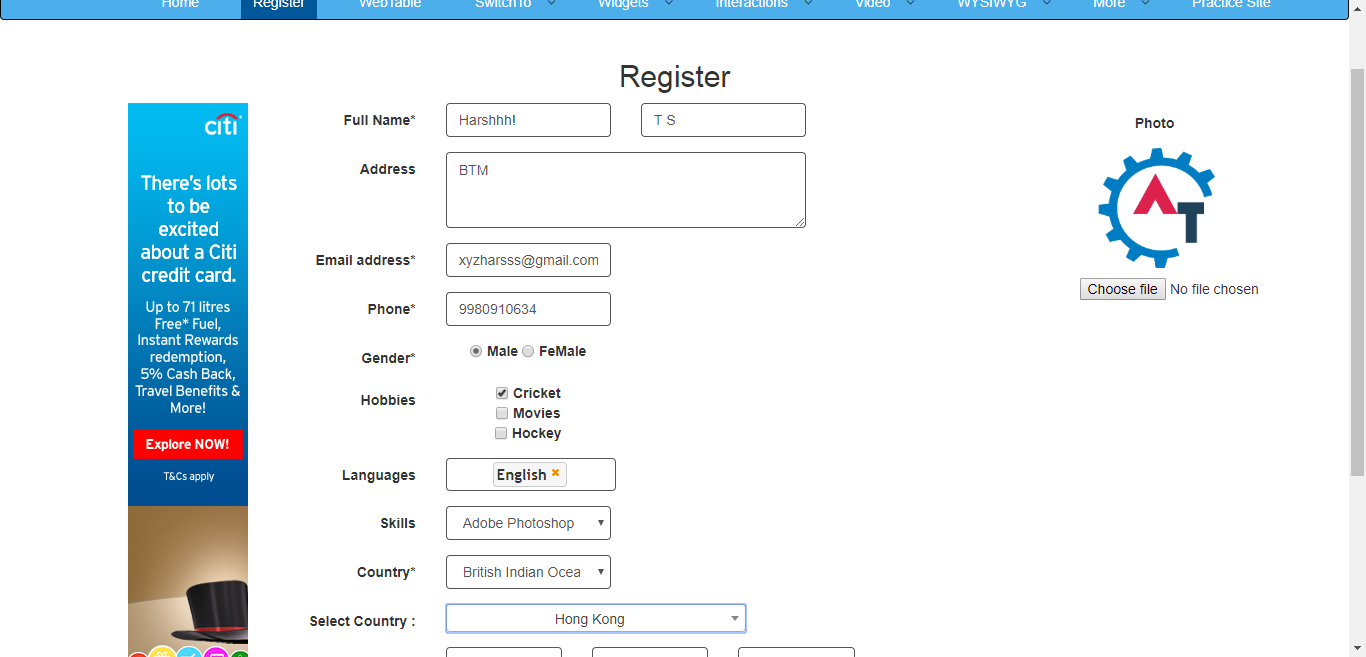 Home Register WebTable SwitchTo Widgets Interactions Video WYSIWYG More Practice Site
Register
citi
There's lots
to be
excited
about a Citi
credit card.
Up to 71 litres
Free* Fuel,
Instant Rewards
redemption,
5% Cash Back,
Travel Benefits &
More!
Explore NOW!
T&Cs apply
Full Name* Harshhh! T S
Address BTM
Email address* xyzharsss@gmail.com
Phone* 9980910634
Gender* Male FeMale
Hobbies Cricket
Movies
Hockey
Languages English
Skills Adobe Photoshop
Country* British Indian Ocea
Select Country : Hong Kong
Photo
AT
Choose file No file chosen